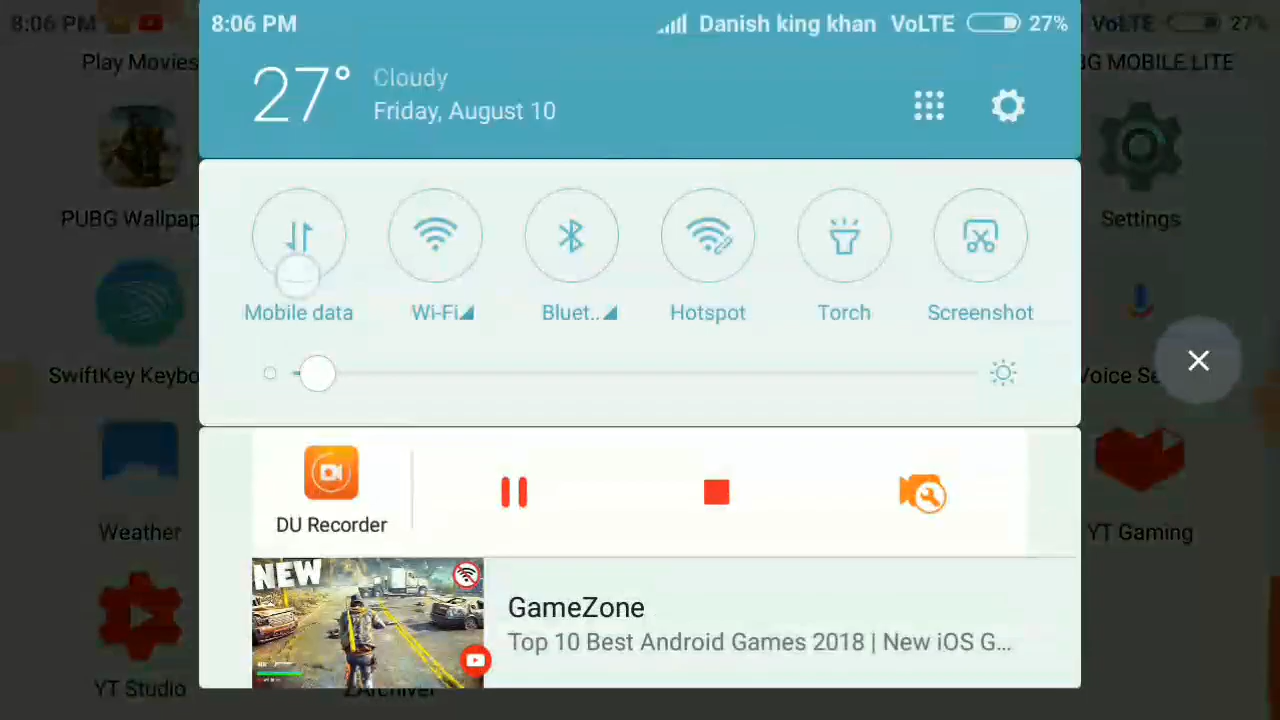 8:06 PM
8:06 PM
Danish king khan VoLTE 27%
VoLTE 27%
27°
Cloudy
Friday, August 10
Play Movies
BG MOBILE LITE
PUBG Wallpap
Settings
Mobile data
Wi-Fi
Bluet..
Hotspot
Torch
Screenshot
SwiftKey Keybo
Voice Se
DU Recorder
Weather
YT Gaming
NEW
GameZone
Top 10 Best Android Games 2018 | New iOS G...
YT Studio
ZArchiver